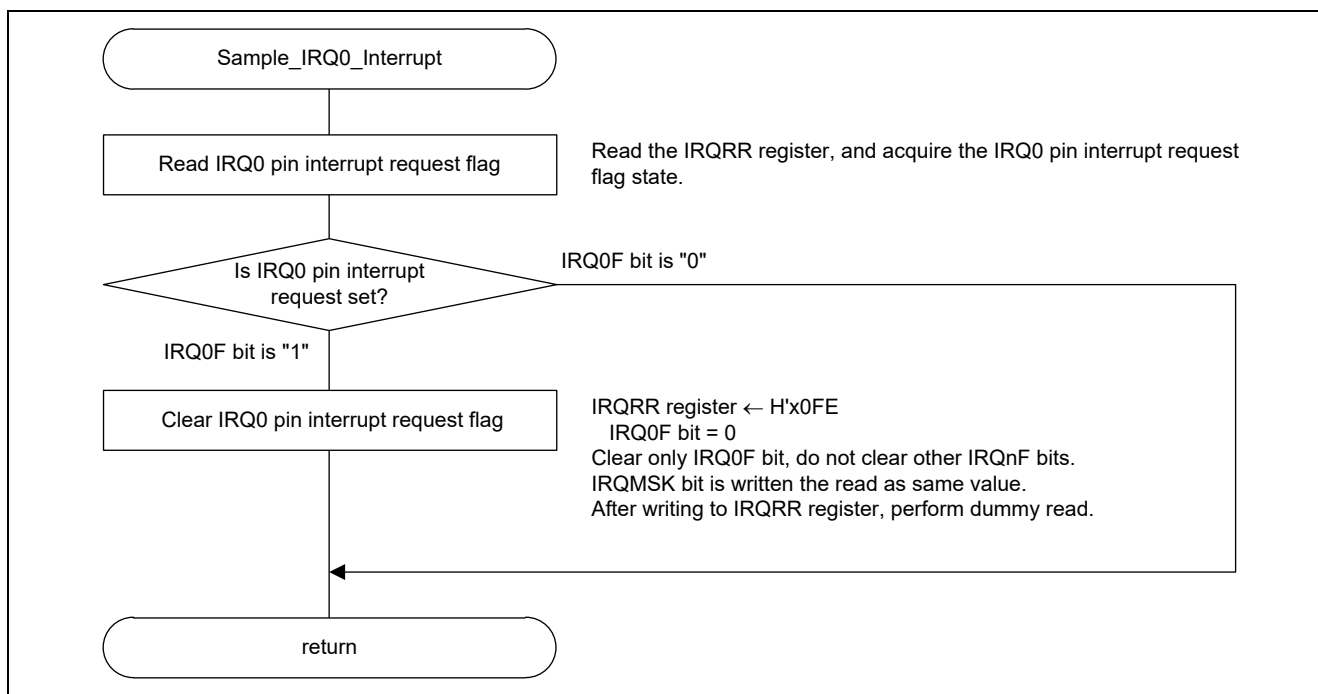 Sample_IRQ0_Interrupt
Read IRQ0 pin interrupt request flag
Read the IRQRR register, and acquire the IRQ0 pin interrupt request
flag state.
Is IRQ0 pin interrupt
request set?
IRQ0F bit is "0"
IRQ0F bit is "1"
Clear IRQ0 pin interrupt request flag
IRQRR register ← H'x0FE
IRQ0F bit = 0
Clear only IRQ0F bit, do not clear other IRQnF bits.
IRQMSK bit is written the read as same value.
After writing to IRQRR register, perform dummy read.
return